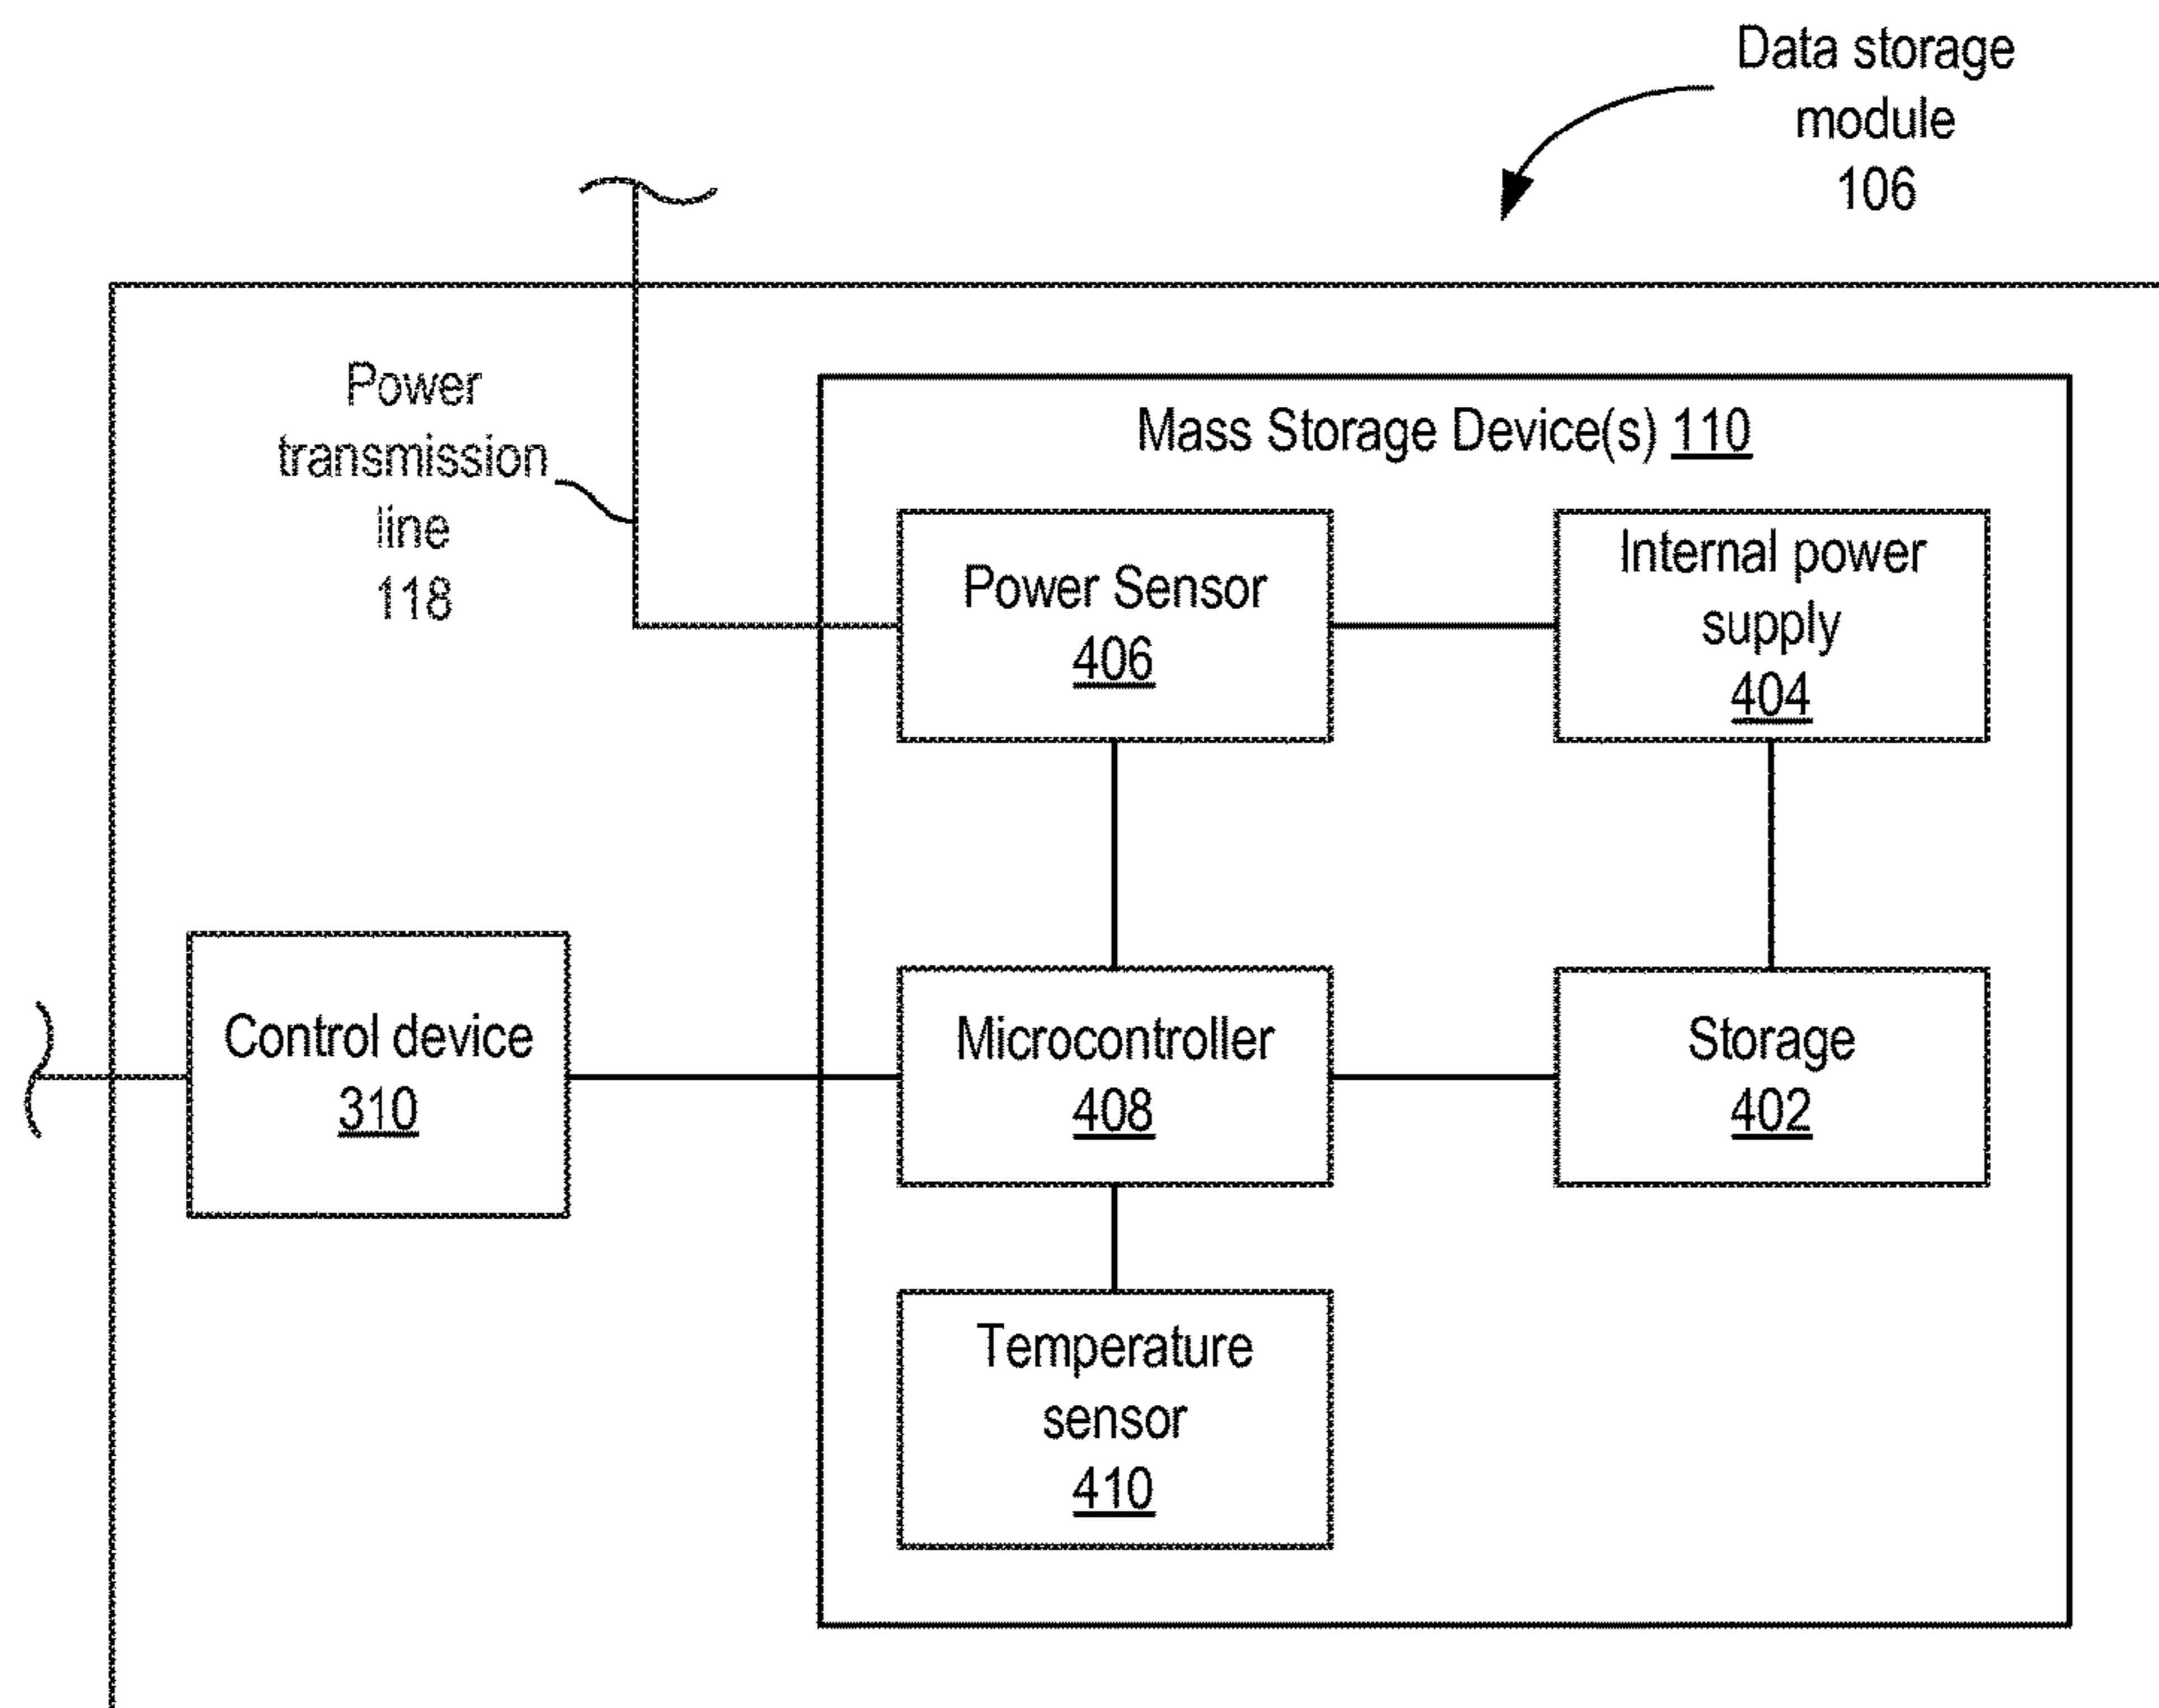 Data storage
module
106
Power
transmission
line
118
Mass Storage Device(s) 110
Power Sensor
406
Internal power
supply
404
Control device
310
Microcontroller
408
Storage
402
Temperature
sensor
410